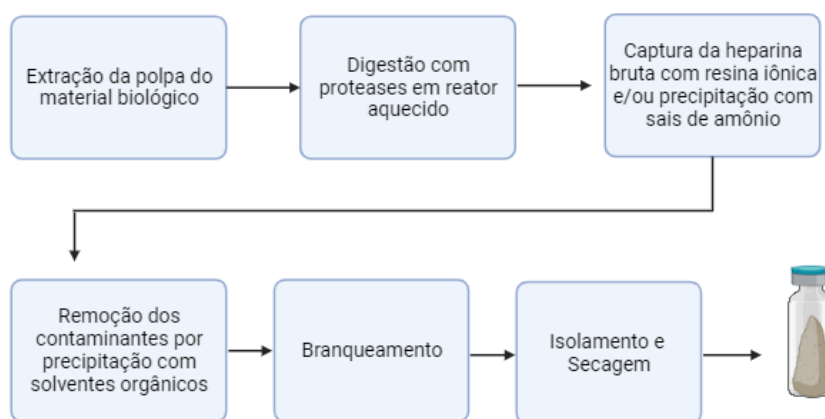 Extração da polpa do
material biológico
Digestão com
proteases em reator
aquecido
Captura da heparina
bruta com resina iônica
e/ou precipitação com
sais de amônio
Remoção dos
contaminantes por
precipitação com
solventes orgânicos
Branqueamento
Isolamento e
Secagem